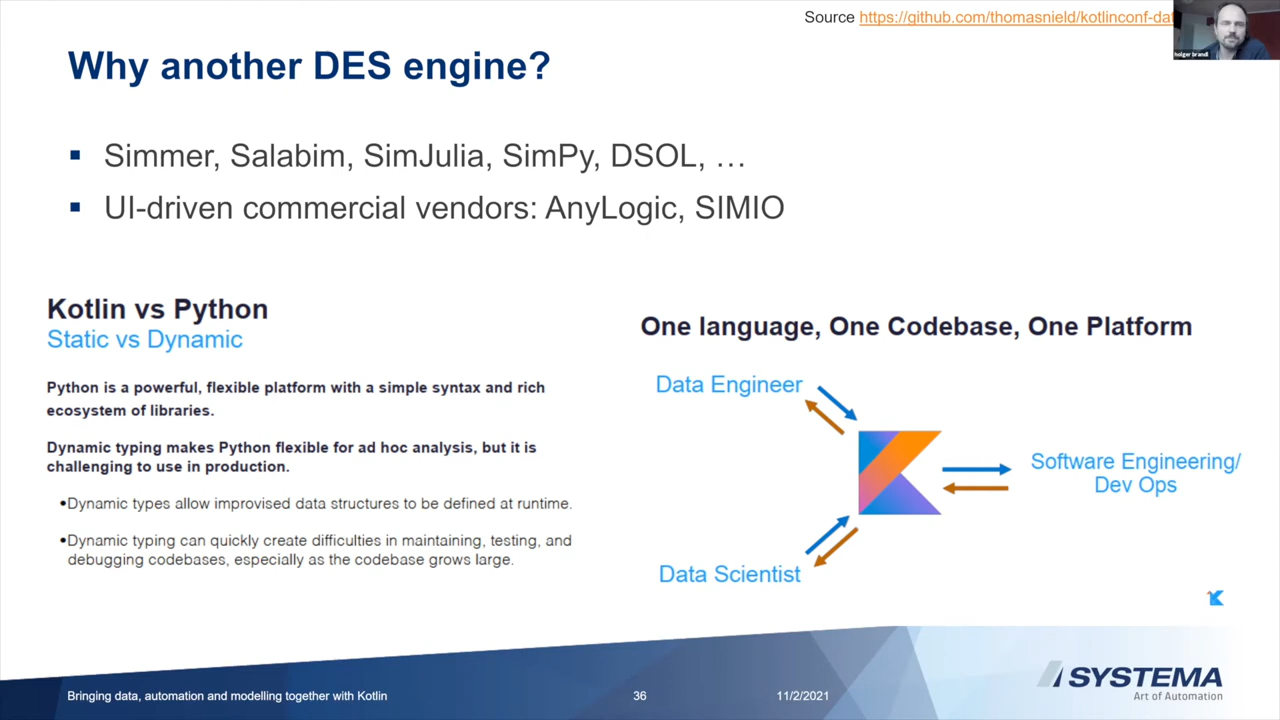 Source https://github.com/thomasnield/kotlinconf-dat
holger brandl
Why another DES engine?
▪ Simmer, Salabim, SimJulia, SimPy, DSOL, …
▪ UI-driven commercial vendors: AnyLogic, SIMIO
Kotlin vs Python
Static vs Dynamic
Python is a powerful, flexible platform with a simple syntax and rich
ecosystem of libraries.
Dynamic typing makes Python flexible for ad hoc analysis, but it is
challenging to use in production.
•Dynamic types allow improvised data structures to be defined at runtime.
•Dynamic typing can quickly create difficulties in maintaining, testing, and
debugging codebases, especially as the codebase grows large.
One language, One Codebase, One Platform
Data Engineer
Software Engineering/
Dev Ops
Data Scientist
Bringing data, automation and modelling together with Kotlin
36
11/2/2021
SYSTEMA
Art of Automation